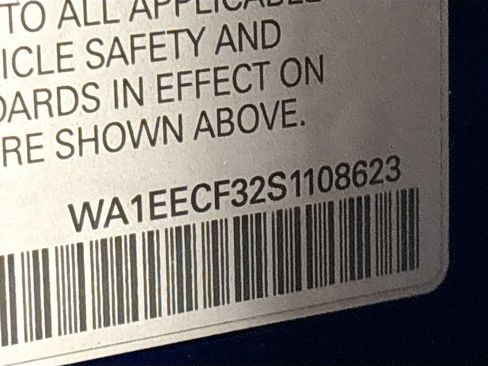 TO ALL APPLICABLE
ICLE SAFETY AND
DARDS IN EFFECT ON
RE SHOWN ABOVE.
WA1EECF32S1108623